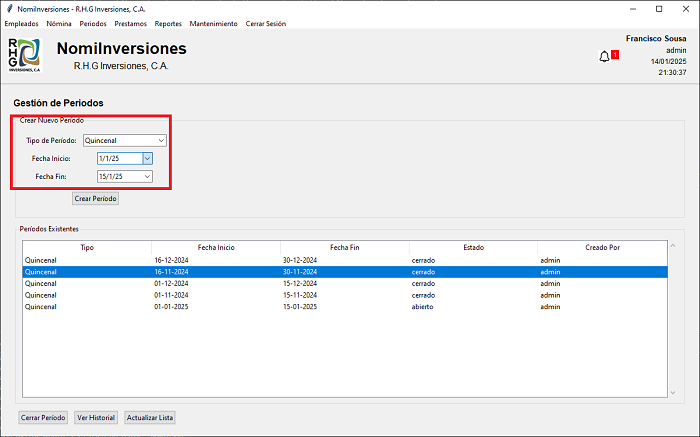 NomiInversiones - R.H.G Inversiones, C.A.
Empleados Nómina Periodos Prestamos Reportes Mantenimiento Cerrar Sesión
R H G
INVERSIONES, C.A
NomiInversiones
R.H.G Inversiones, C.A.
1
Francisco Sousa
admin
14/01/2025
21:30:37
Gestión de Periodos
Crear Nuevo Período
Tipo de Período: Quincenal
Fecha Inicio: 1/1/25
Fecha Fin: 15/1/25
Crear Período
Períodos Existentes
Tipo Fecha Inicio Fecha Fin Estado Creado Por
Quincenal 16-12-2024 30-12-2024 cerrado admin
Quincenal 16-11-2024 30-11-2024 cerrado admin
Quincenal 01-12-2024 15-12-2024 cerrado admin
Quincenal 01-11-2024 15-11-2024 cerrado admin
Quincenal 01-01-2025 15-01-2025 abierto admin
Cerrar Período Ver Historial Actualizar Lista